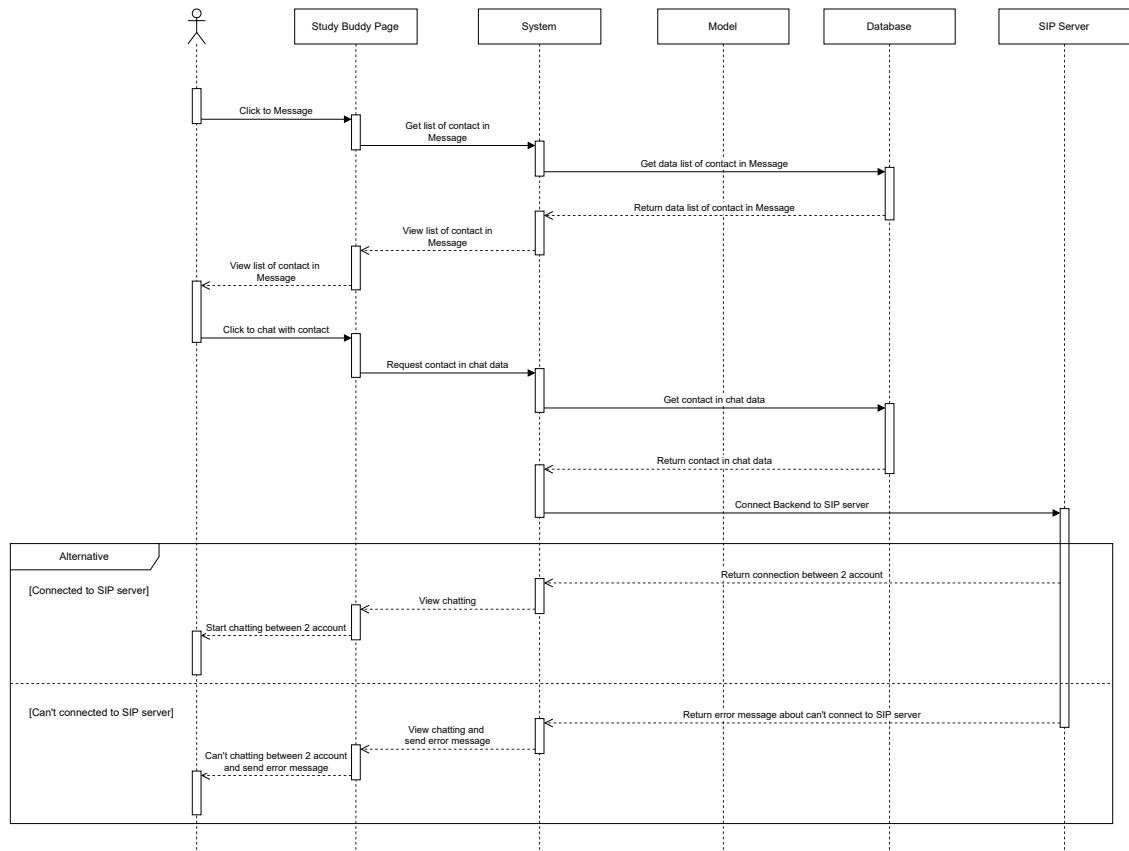 Study Buddy Page
System
Model
Database
SIP Server
Click to Message
Get list of contact in
Message
Get data list of contact in Message
Return data list of contact in Message
View list of contact in
Message
View list of contact in
Message
Click to chat with contact
Request contact in chat data
Get contact in chat data
Return contact in chat data
Connect Backend to SIP server
Alternative
[Connected to SIP server]
Return connection between 2 account
View chatting
Start chatting between 2 account
[Can't connected to SIP server]
Return error message about can't connect to SIP server
View chatting and
send error message
Can't chatting between 2 account
and send error message